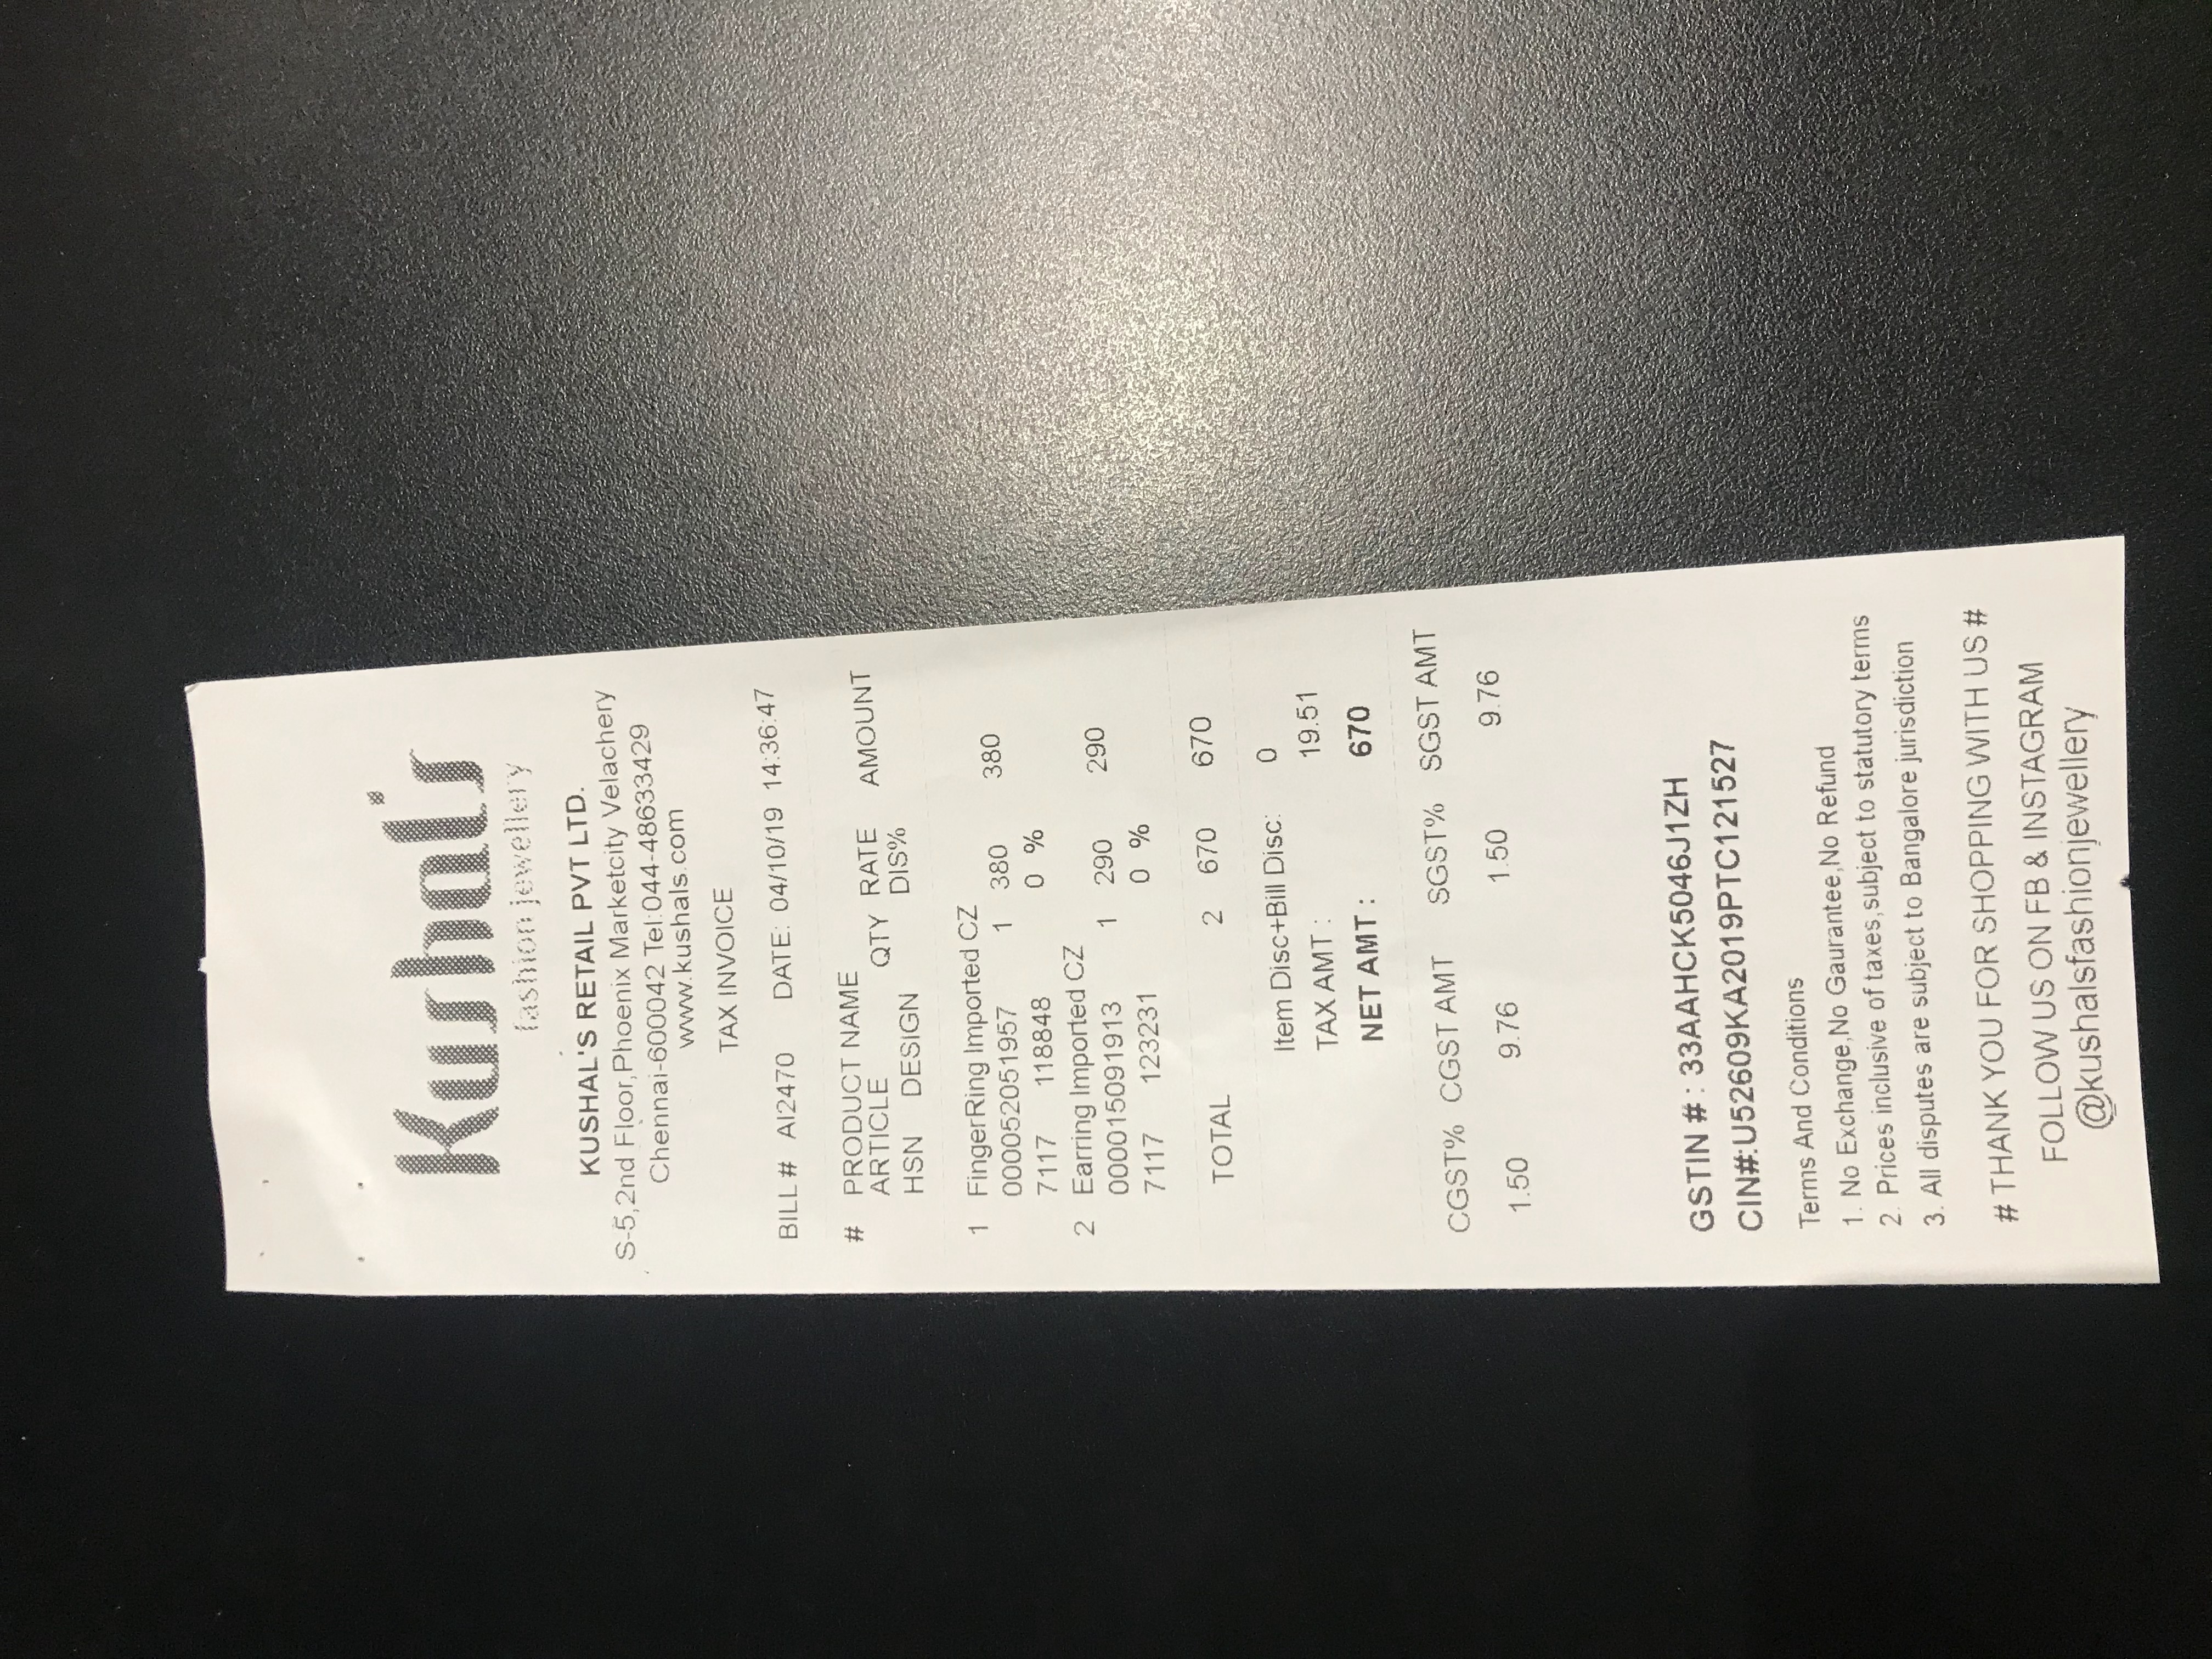 Kushal's
fashion jewellery
KUSHAL'S RETAIL PVT LTD.
S-5,2nd Floor,Phoenix Marketcity Velachery
Chennai-600042 Tel:044-48633429
www.kushals.com
TAX INVOICE
BILL # AI2470 DATE: 04/10/19 14:36:47
# PRODUCT NAME
ARTICLE QTY RATE AMOUNT
HSN DESIGN DIS%
1 FingerRing Imported CZ
000052051957 1 380 380
7117 118848 0 %
2 Earring Imported CZ
000015091913 1 290 290
7117 123231 0 %
TOTAL 2 670 670
Item Disc+Bill Disc: 0
TAX AMT : 19.51
NET AMT : 670
CGST% CGST AMT SGST% SGST AMT
1.50 9.76 1.50 9.76
GSTIN # : 33AAHCK5046J1ZH
CIN#:U52609KA2019PTC121527
Terms And Conditions
1. No Exchange,No Gaurantee,No Refund
2. Prices inclusive of taxes,subject to statutory terms
3. All disputes are subject to Bangalore jurisdiction
# THANK YOU FOR SHOPPING WITH US #
FOLLOW US ON FB & INSTAGRAM
@kushalsfashionjewellery